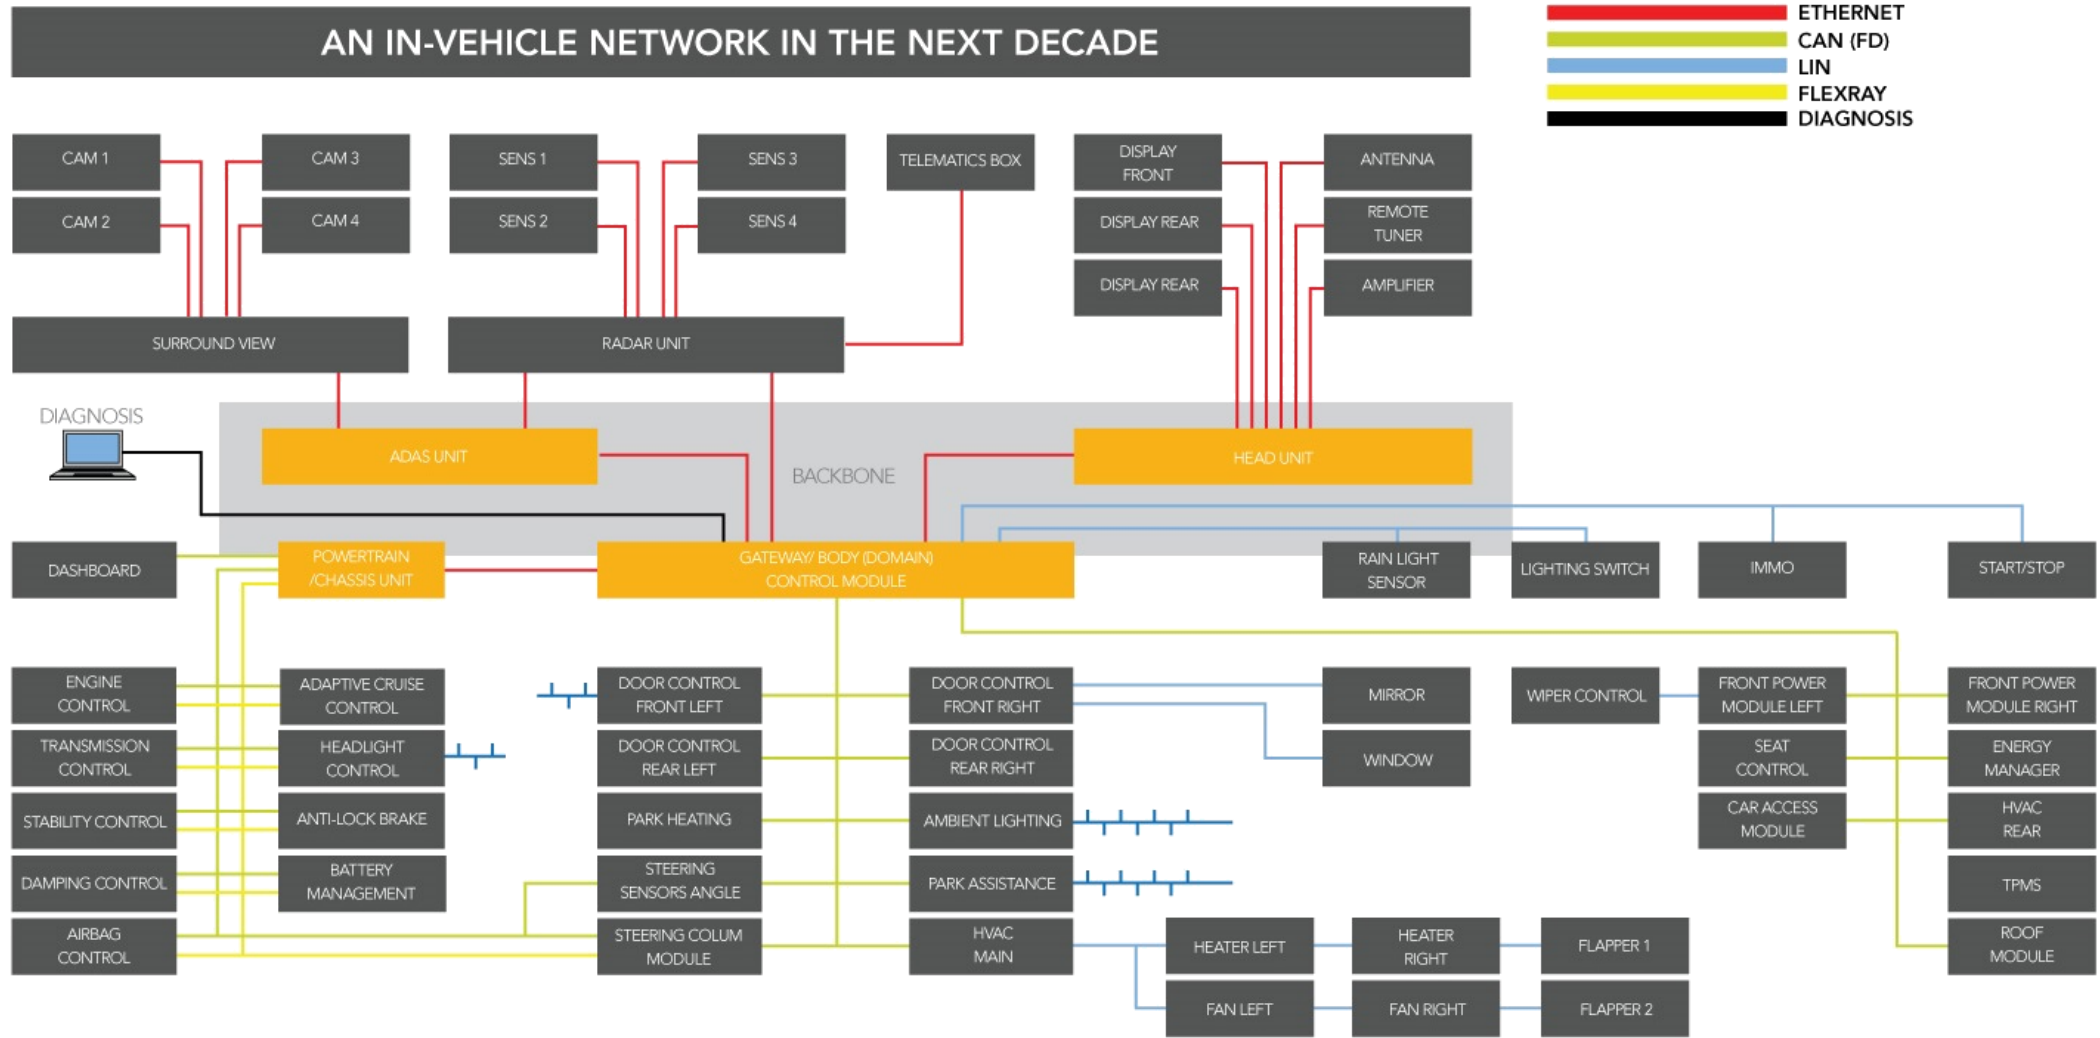 AN IN-VEHICLE NETWORK IN THE NEXT DECADE
ETHERNET
CAN (FD)
LIN
FLEXRAY
DIAGNOSIS
CAM 1
CAM 3
SENS 1
SENS 3
TELEMATICS BOX
DISPLAY
FRONT
ANTENNA
CAM 2
CAM 4
SENS 2
SENS 4
DISPLAY REAR
REMOTE
TUNER
DISPLAY REAR
AMPLIFIER
SURROUND VIEW
RADAR UNIT
DIAGNOSIS
ADAS UNIT
BACKBONE
HEAD UNIT
DASHBOARD
POWERTRAIN
/CHASSIS UNIT
GATEWAY/ BODY (DOMAIN)
CONTROL MODULE
RAIN LIGHT
SENSOR
LIGHTING SWITCH
IMMO
START/STOP
ENGINE
CONTROL
ADAPTIVE CRUISE
CONTROL
DOOR CONTROL
FRONT LEFT
DOOR CONTROL
FRONT RIGHT
MIRROR
WIPER CONTROL
FRONT POWER
MODULE LEFT
FRONT POWER
MODULE RIGHT
TRANSMISSION
CONTROL
HEADLIGHT
CONTROL
DOOR CONTROL
REAR LEFT
DOOR CONTROL
REAR RIGHT
WINDOW
SEAT
CONTROL
ENERGY
MANAGER
STABILITY CONTROL
ANTI-LOCK BRAKE
PARK HEATING
AMBIENT LIGHTING
CAR ACCESS
MODULE
HVAC
REAR
DAMPING CONTROL
BATTERY
MANAGEMENT
STEERING
SENSORS ANGLE
PARK ASSISTANCE
TPMS
AIRBAG
CONTROL
STEERING COLUM
MODULE
HVAC
MAIN
HEATER LEFT
HEATER
RIGHT
FLAPPER 1
ROOF
MODULE
FAN LEFT
FAN RIGHT
FLAPPER 2